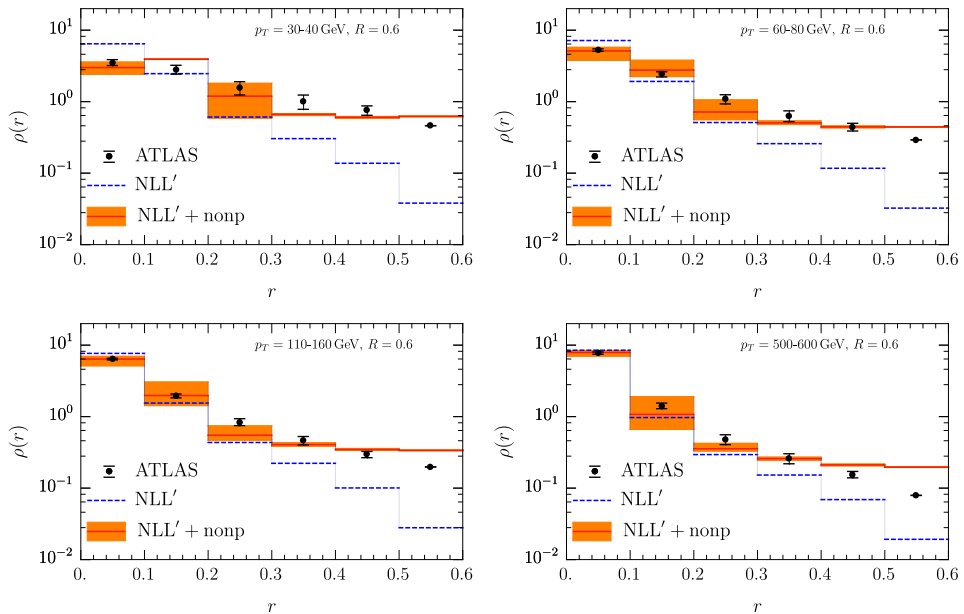 p_T = 30-40 GeV, R = 0.6
10^1
10^0
10^-1
10^-2
ρ(r)
ATLAS
NLL′
NLL′ + nonp
0. 0.1 0.2 0.3 0.4 0.5 0.6
r
p_T = 60-80 GeV, R = 0.6
10^1
10^0
10^-1
10^-2
ρ(r)
ATLAS
NLL′
NLL′ + nonp
0. 0.1 0.2 0.3 0.4 0.5 0.6
r
p_T = 110-160 GeV, R = 0.6
10^1
10^0
10^-1
10^-2
ρ(r)
ATLAS
NLL′
NLL′ + nonp
0. 0.1 0.2 0.3 0.4 0.5 0.6
r
p_T = 500-600 GeV, R = 0.6
10^1
10^0
10^-1
10^-2
ρ(r)
ATLAS
NLL′
NLL′ + nonp
0. 0.1 0.2 0.3 0.4 0.5 0.6
r